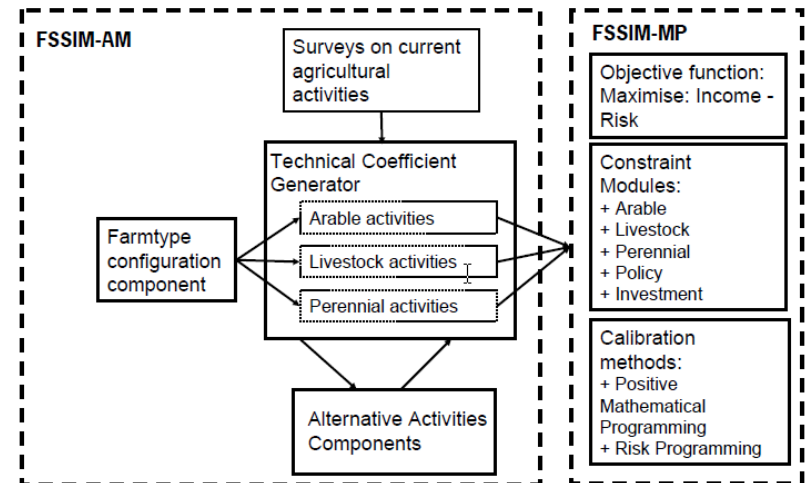 FSSIM-AM
Surveys on current
agricultural
activities
Technical Coefficient
Generator
Arable activities
Livestock activities
Perennial activities
Farmtype
configuration
component
Alternative Activities
Components
FSSIM-MP
Objective function:
Maximise: Income -
Risk
Constraint
Modules:
+ Arable
+ Livestock
+ Perennial
+ Policy
+ Investment
Calibration
methods:
+ Positive
Mathematical
Programming
+ Risk Programming